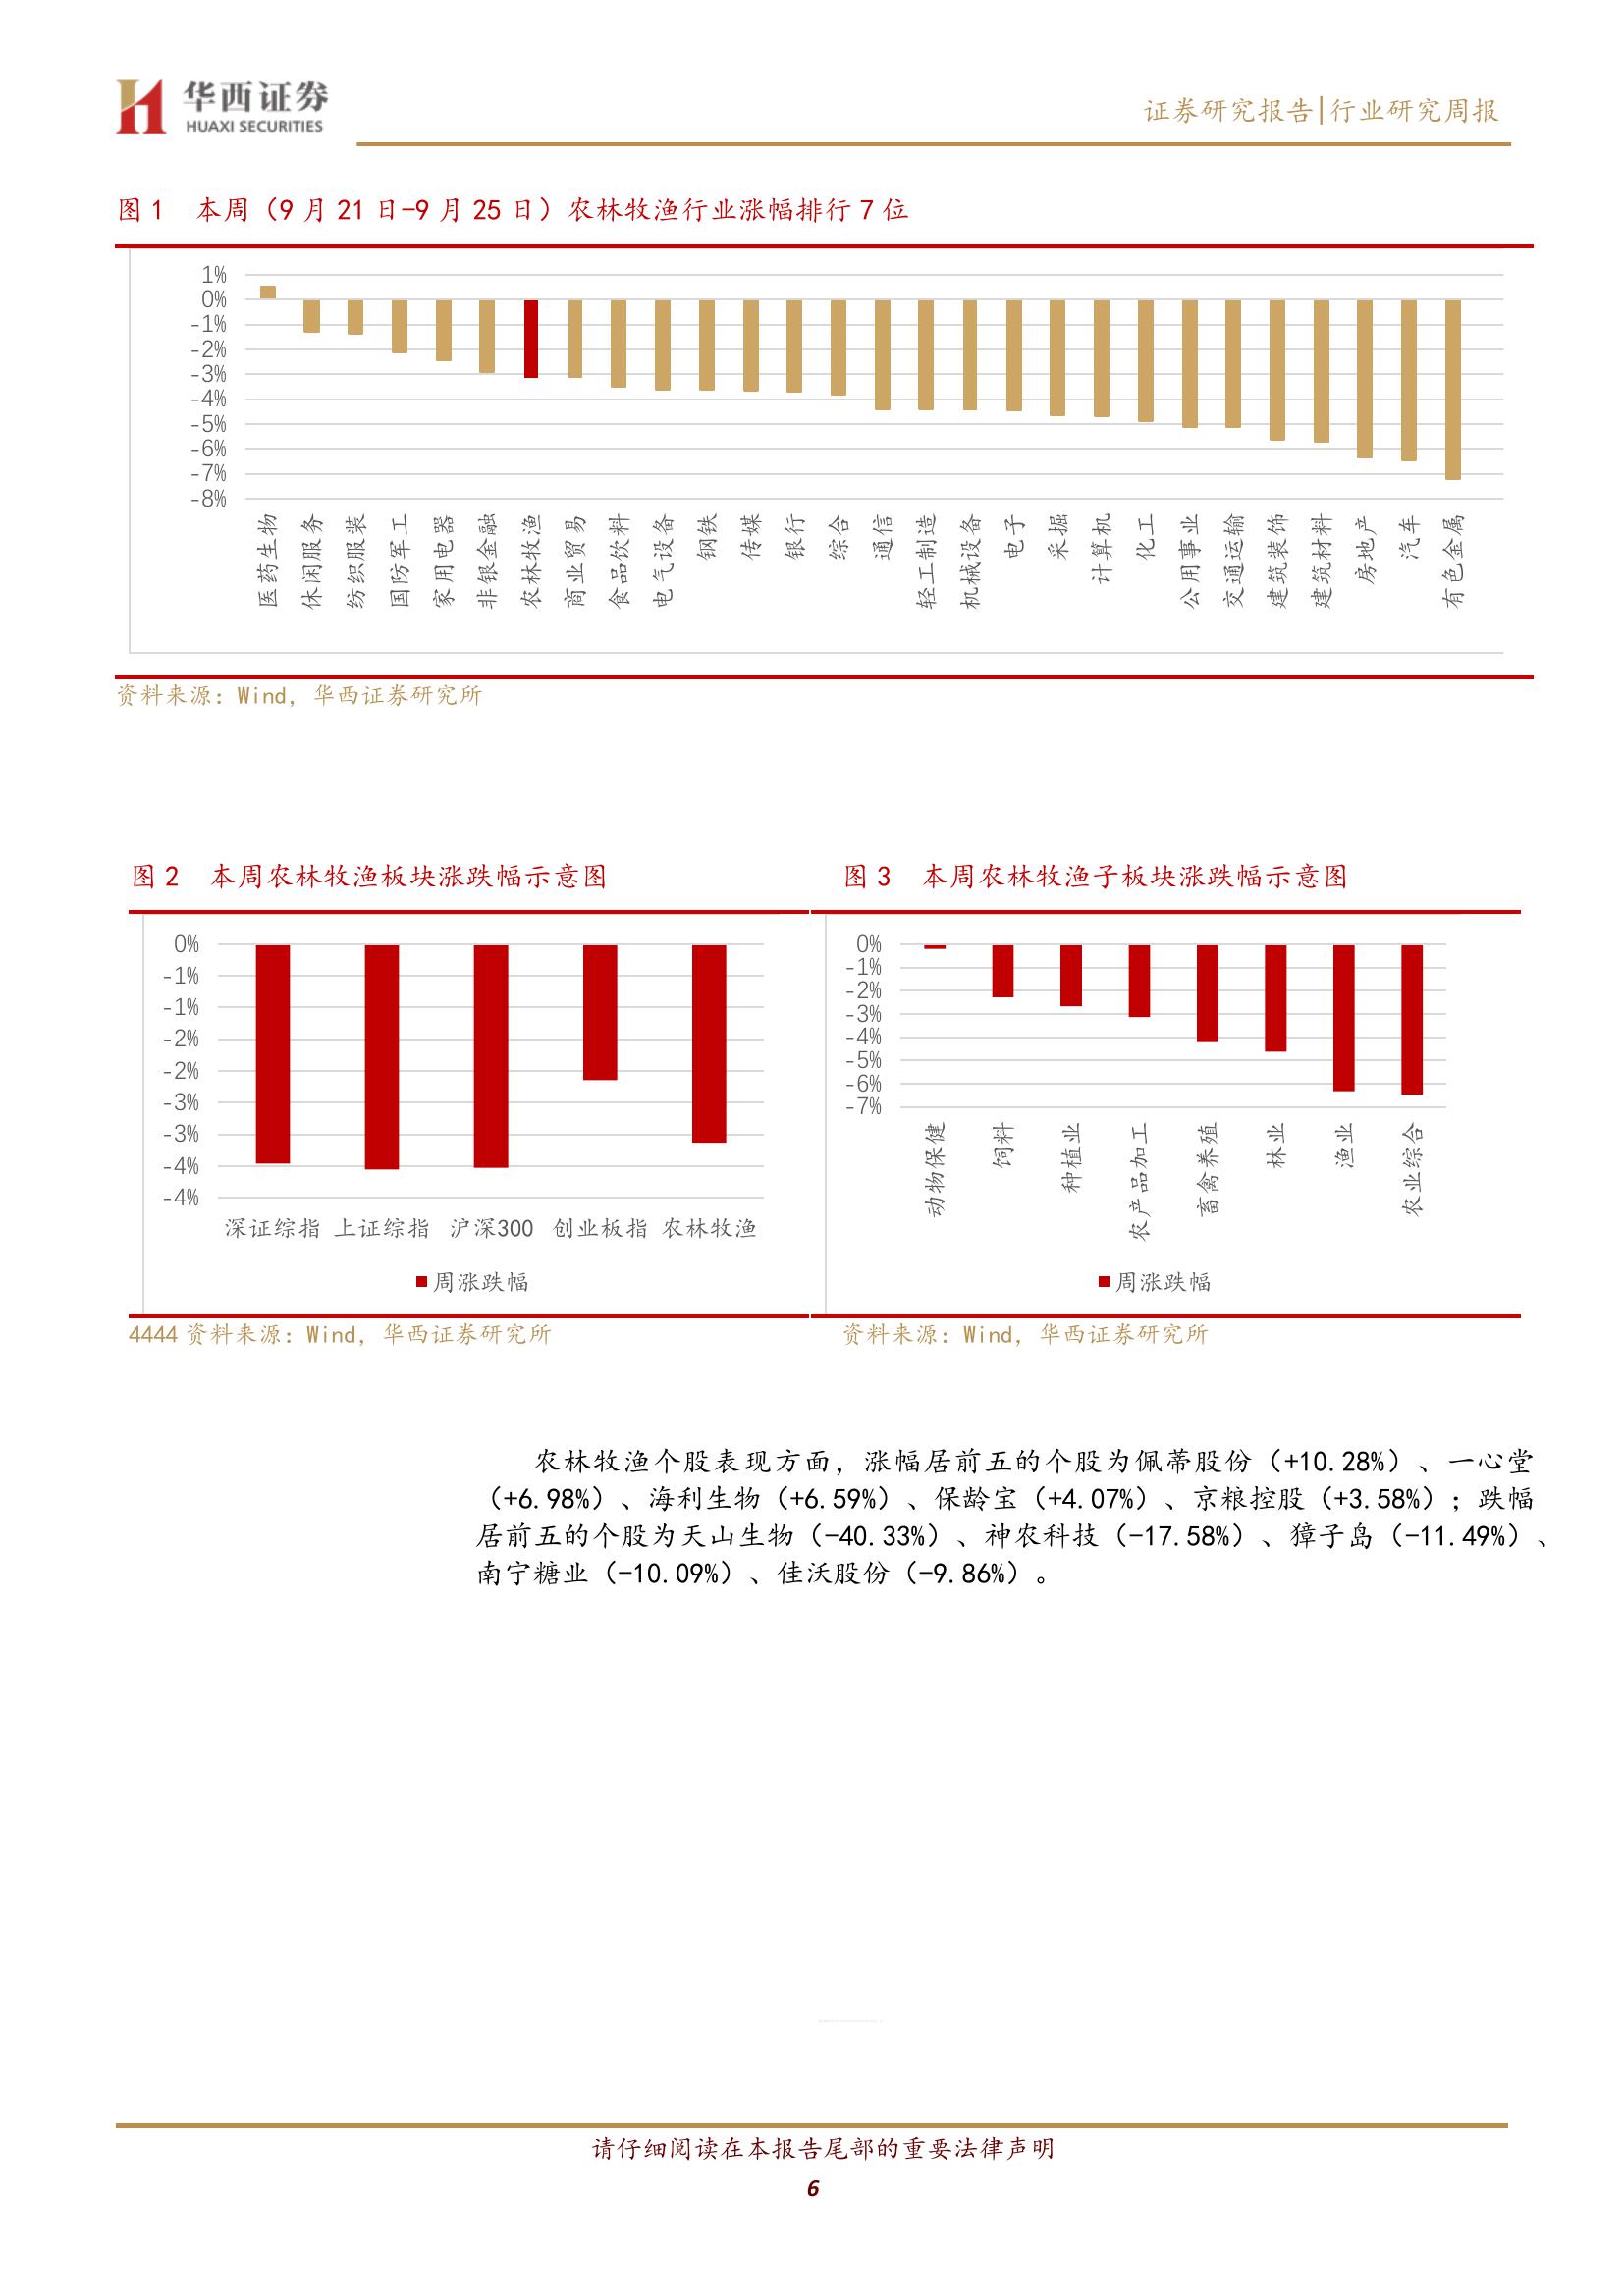 华西证券
HUAXI SECURITIES
证券研究报告|行业研究周报
图 1 本周（9 月 21 日-9 月 25 日）农林牧渔行业涨幅排行 7 位
1%
0%
-1%
-2%
-3%
-4%
-5%
-6%
-7%
-8%
医药生物
休闲服务
纺织服装
国防军工
家用电器
非银金融
农林牧渔
商业贸易
食品饮料
电气设备
钢铁
传媒
银行
综合
通信
轻工制造
机械设备
电子
采掘
计算机
化工
公用事业
交通运输
建筑装饰
建筑材料
房地产
汽车
有色金属
资料来源：Wind，华西证券研究所
图 2 本周农林牧渔板块涨跌幅示意图
0%
-1%
-1%
-2%
-2%
-3%
-3%
-4%
-4%
深证综指 上证综指 沪深300 创业板指 农林牧渔
周涨跌幅
4444 资料来源：Wind，华西证券研究所
图 3 本周农林牧渔子板块涨跌幅示意图
0%
-1%
-2%
-3%
-4%
-5%
-6%
-7%
动物保健
饲料
种植业
农产品加工
畜禽养殖
林业
渔业
农业综合
周涨跌幅
资料来源：Wind，华西证券研究所
农林牧渔个股表现方面，涨幅居前五的个股为佩蒂股份（+10.28%）、一心堂
（+6.98%）、海利生物（+6.59%）、保龄宝（+4.07%）、京粮控股（+3.58%）；跌幅
居前五的个股为天山生物（-40.33%）、神农科技（-17.58%）、獐子岛（-11.49%）、
南宁糖业（-10.09%）、佳沃股份（-9.86%）。
请仔细阅读在本报告尾部的重要法律声明
6